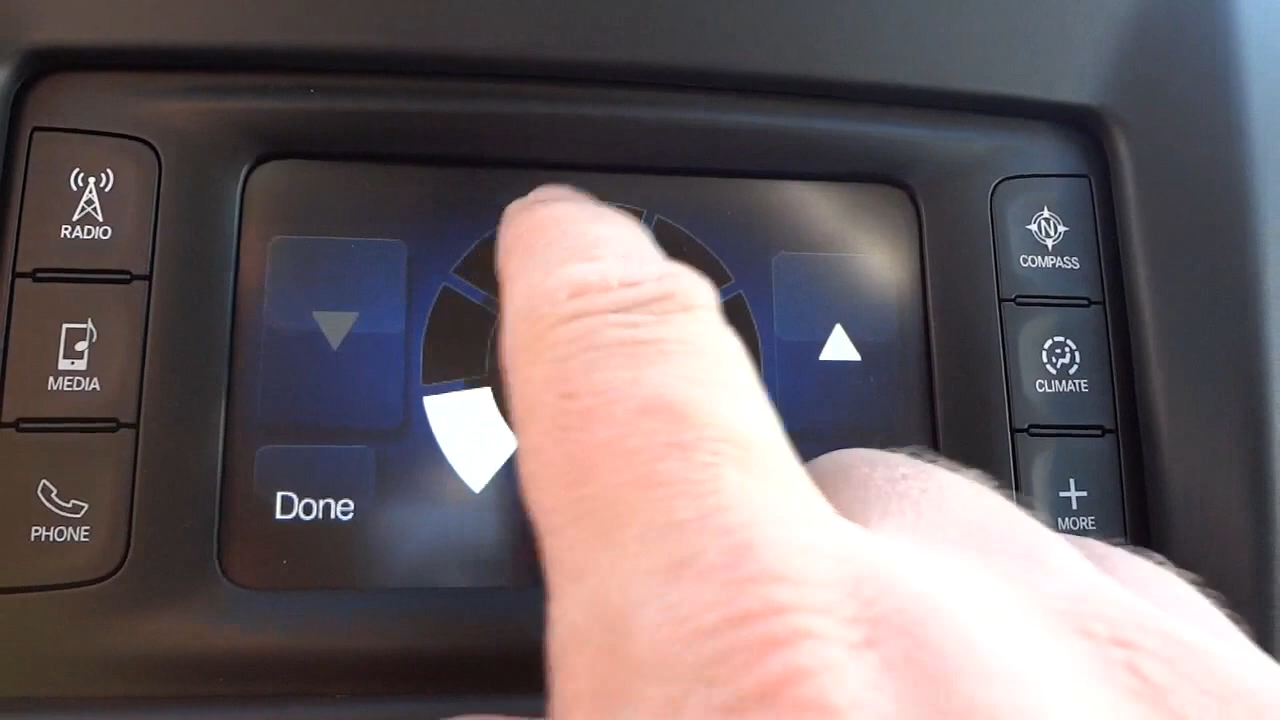 RADIO
MEDIA
PHONE
Done
N
COMPASS
CLIMATE
MORE